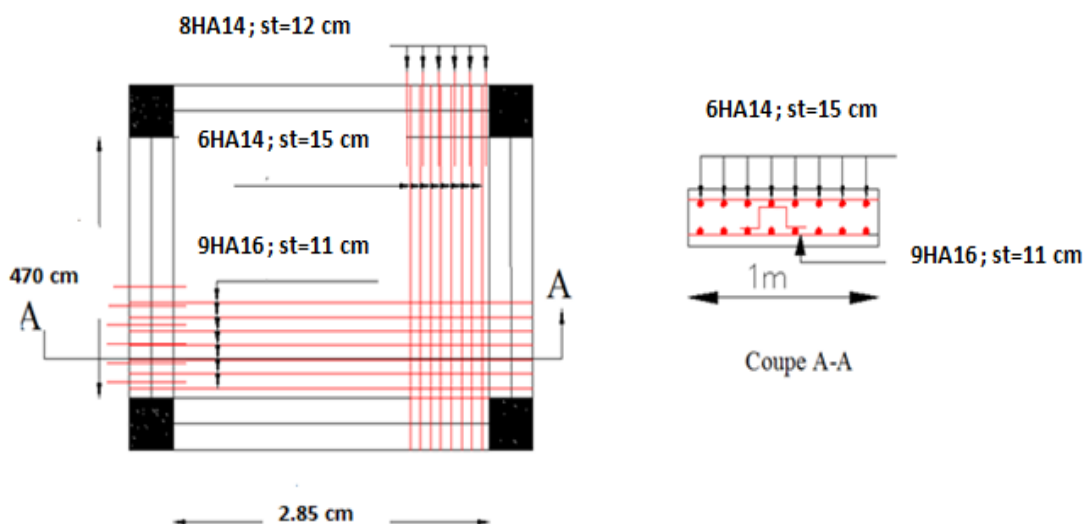 8HA14 ; st=12 cm
6HA14 ; st=15 cm
9HA16 ; st=11 cm
470 cm
A
A
2.85 cm
6HA14 ; st=15 cm
9HA16 ; st=11 cm
1m
Coupe A-A